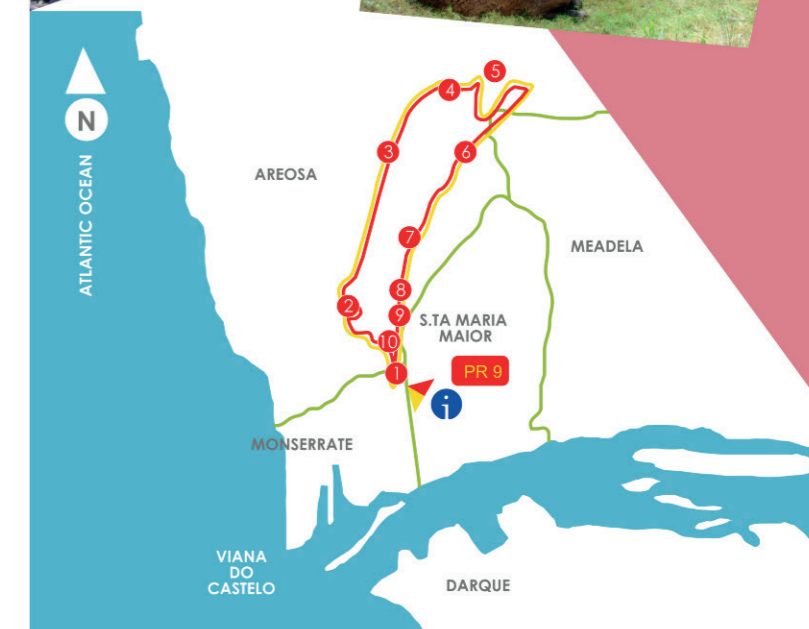 5
4
N
3
6
AREOSA
ATLANTIC OCEAN
7
MEADELA
8
2
9
S.TA MARIA
MAIOR
10
1
PR 9
i
MONSERRATE
VIANA
DO
CASTELO
DARQUE